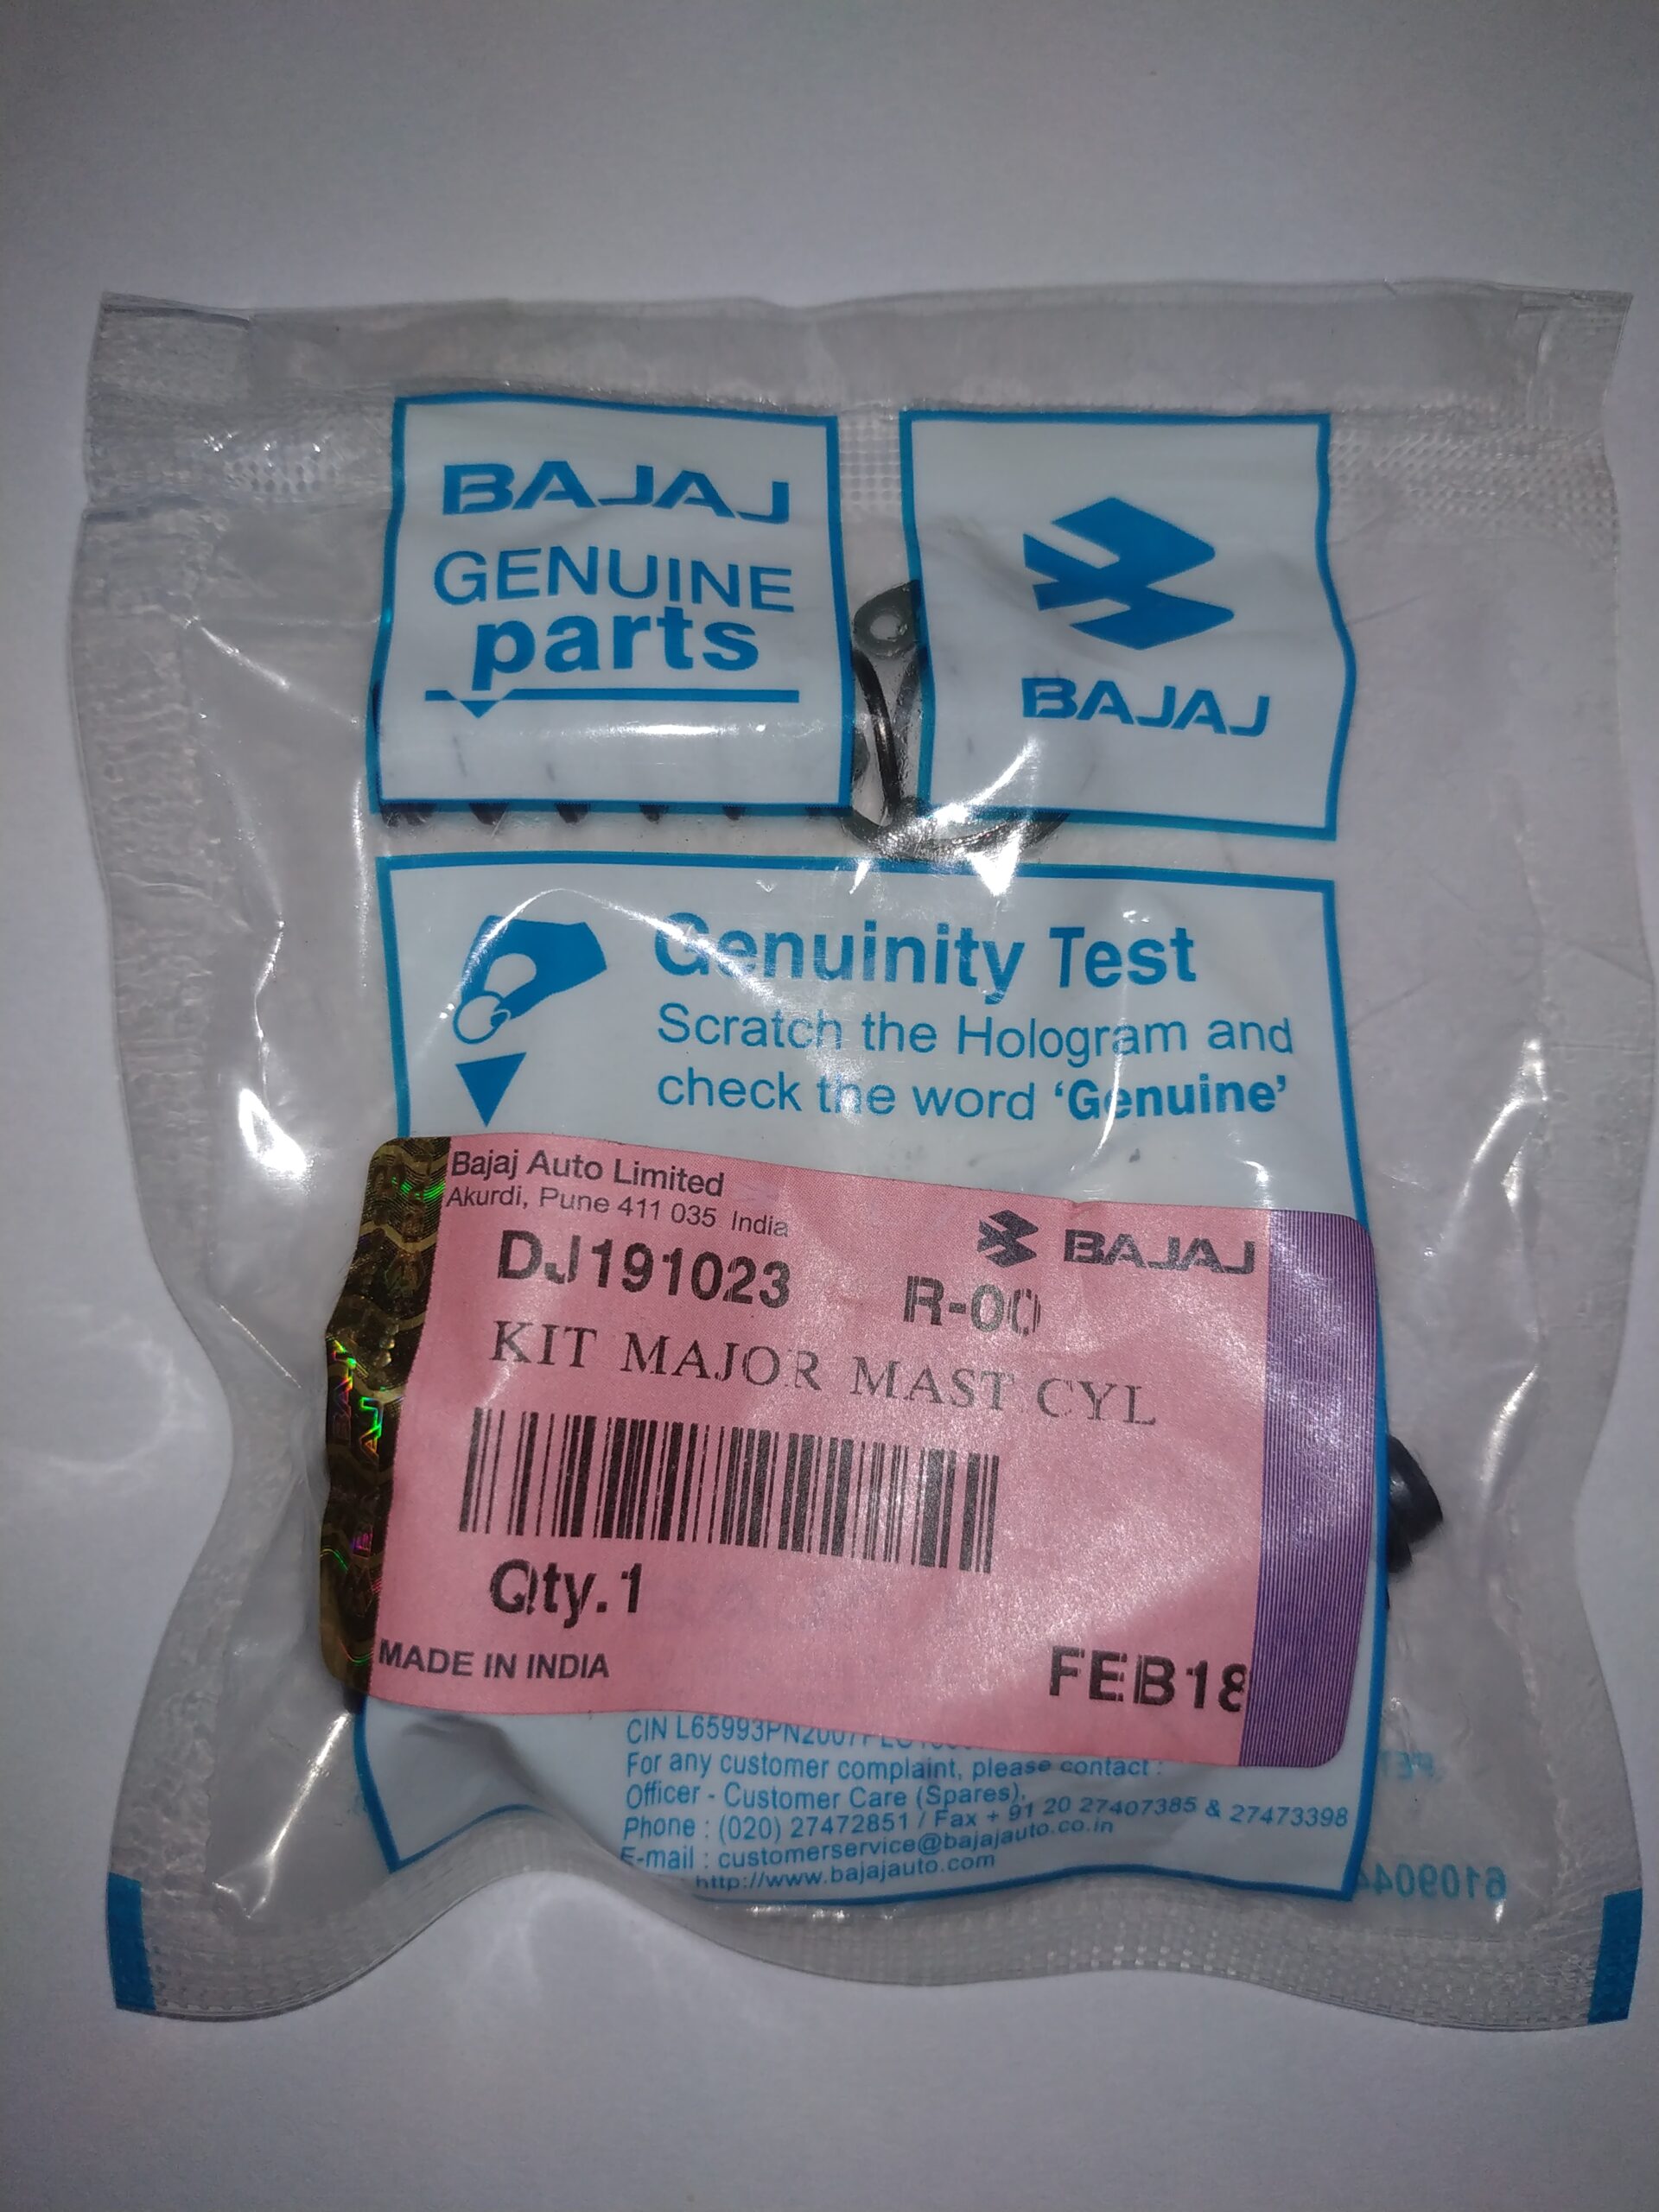 BAJAJ
GENUINE
parts
BAJAJ
Genuinity Test
Scratch the Hologram and
check the word ‘Genuine’
Bajaj Auto Limited
Akurdi, Pune 411 035 India
BAJAJ
DJ191023 R-00
KIT MAJOR MAST CYL
Qty.1
MADE IN INDIA
FEB18
CIN
For any customer complaint, please contact :
Officer - Customer Care (Spares),
Phone : (020) 27472851 / Fax + 91 20 27407385 & 27473398
E-mail : customerservice@bajajauto.co.in
http://www.bajajauto.com